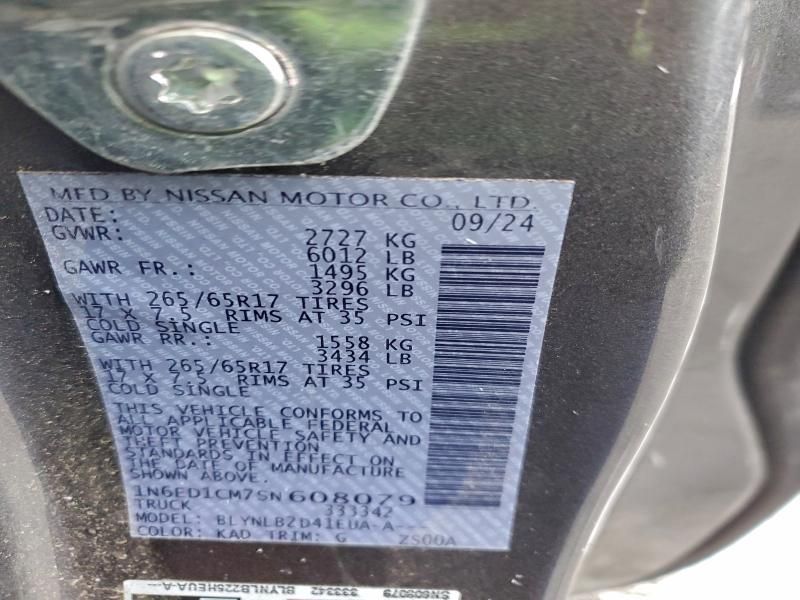 MFD BY NISSAN MOTOR CO., LTD.
DATE: 09/24
GVWR: 2727 KG
6012 LB
GAWR FR.: 1495 KG
3296 LB
WITH 265/65R17 TIRES
17 X 7.5 RIMS AT 35 PSI
COLD SINGLE
GAWR RR.: 1558 KG
3434 LB
WITH 265/65R17 TIRES
17 X 7.5 RIMS AT 35 PSI
COLD SINGLE
THIS VEHICLE CONFORMS TO
ALL APPLICABLE FEDERAL
MOTOR VEHICLE SAFETY AND
THEFT PREVENTION
STANDARDS IN EFFECT ON
THE DATE OF MANUFACTURE
SHOWN ABOVE.
1N6ED1CM7SN608079
TRUCK 333342
MODEL: BLYNLBZD41EUA-A---
COLOR: KAD TRIM: G ZS00A
SN608079 333342 BLYNLB225HEUA-A--